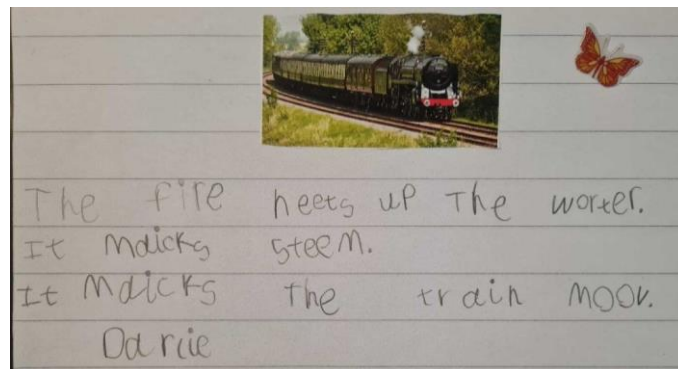 The fire heets up The worter.
It maicks steem.
It maicks The train moov.
Darcie